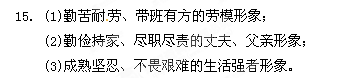 15. (1)勤苦耐劳、带班有方的劳模形象；
(2)勤俭持家、尽职尽责的丈夫、父亲形象；
(3)成熟坚忍、不畏艰难的生活强者形象。